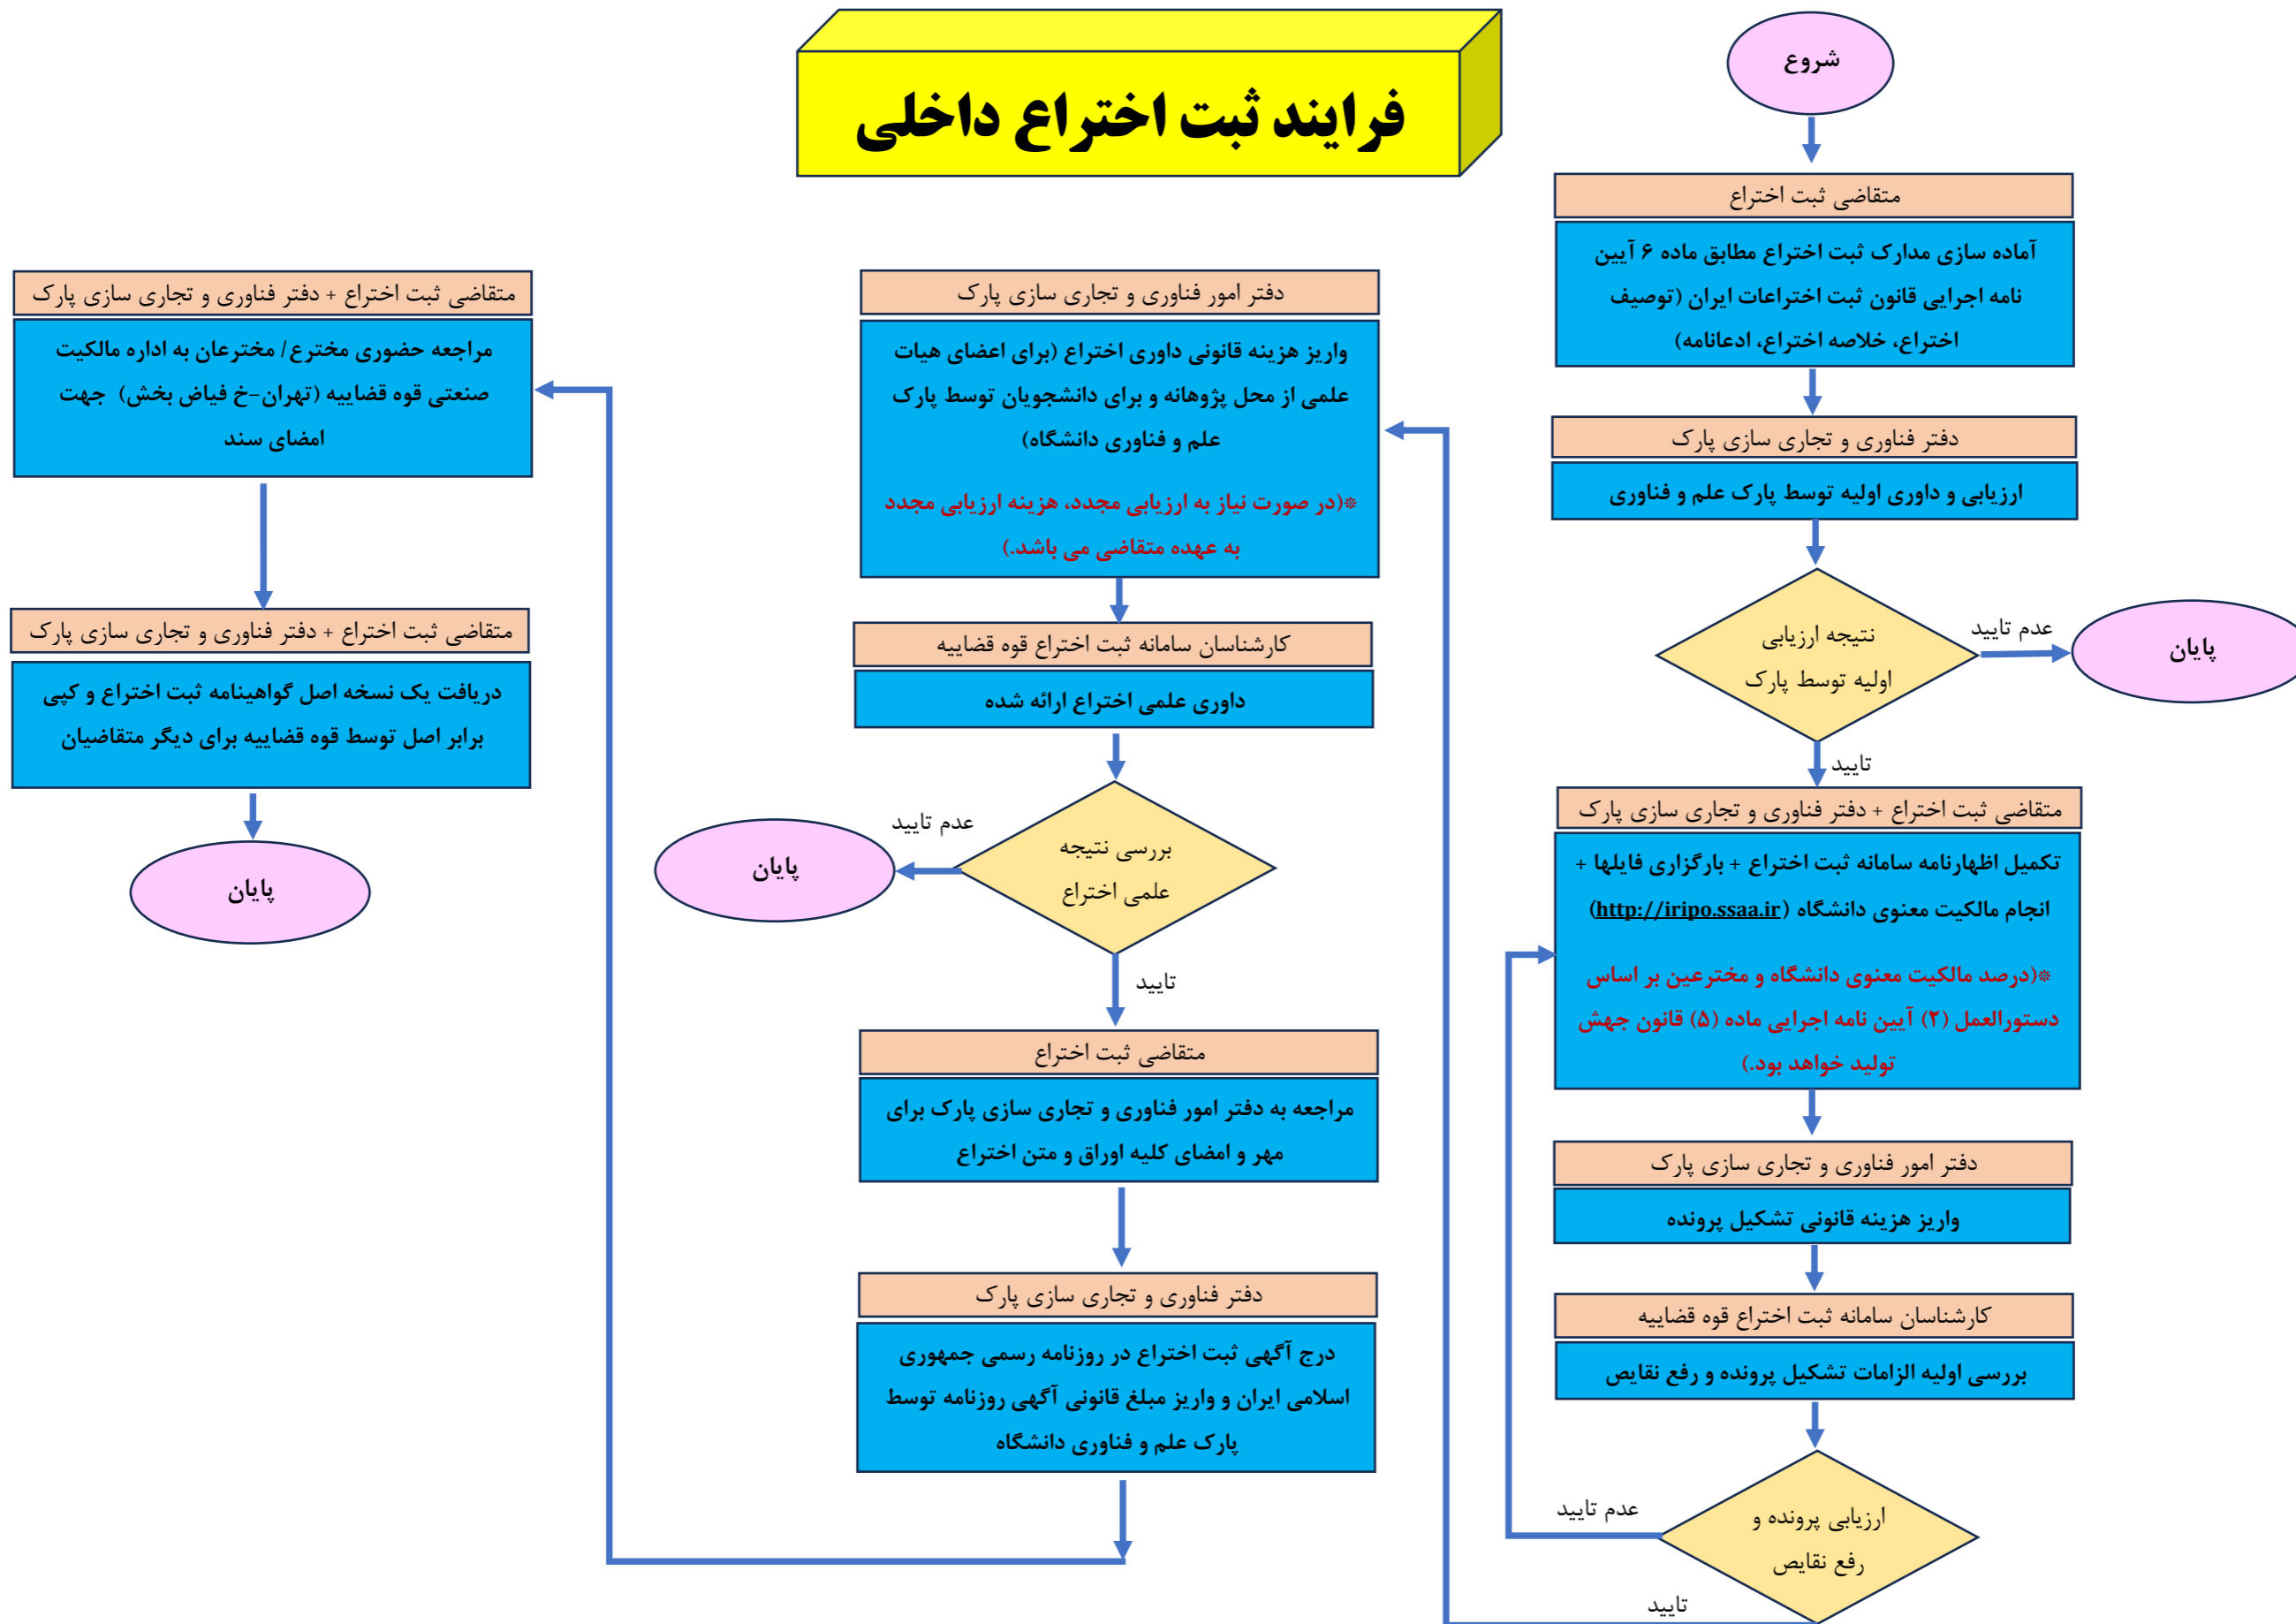 فرایند ثبت اختراع داخلی
شروع
متقاضی ثبت اختراع
آماده سازی مدارک ثبت اختراع مطابق ماده ۶ آیین
نامه اجرایی قانون ثبت اختراعات ایران (توصیف
اختراع، خلاصه اختراع، ادعانامه)
دفتر فناوری و تجاری سازی پارک
ارزیابی و داوری اولیه توسط پارک علم و فناوری
نتیجه ارزیابی
اولیه توسط پارک
عدم تایید
پایان
تایید
متقاضی ثبت اختراع + دفتر فناوری و تجاری سازی پارک
تکمیل اظهارنامه سامانه ثبت اختراع + بارگزاری فایلها +
انجام مالکیت معنوی دانشگاه (http://iripo.ssaa.ir)
*(درصد مالکیت معنوی دانشگاه و مخترعین بر اساس
دستورالعمل (۲) آیین نامه اجرایی ماده (۵) قانون جهش
تولید خواهد بود.)
دفتر امور فناوری و تجاری سازی پارک
واریز هزینه قانونی تشکیل پرونده
کارشناسان سامانه ثبت اختراع قوه قضاییه
بررسی اولیه الزامات تشکیل پرونده و رفع نقایص
ارزیابی پرونده و
رفع نقایص
عدم تایید
تایید
دفتر امور فناوری و تجاری سازی پارک
واریز هزینه قانونی داوری اختراع (برای اعضای هیات
علمی از محل پژوهانه و برای دانشجویان توسط پارک
علم و فناوری دانشگاه)
*(در صورت نیاز به ارزیابی مجدد، هزینه ارزیابی مجدد
به عهده متقاضی می باشد.)
کارشناسان سامانه ثبت اختراع قوه قضاییه
داوری علمی اختراع ارائه شده
بررسی نتیجه
علمی اختراع
عدم تایید
پایان
تایید
متقاضی ثبت اختراع
مراجعه به دفتر امور فناوری و تجاری سازی پارک برای
مهر و امضای کلیه اوراق و متن اختراع
دفتر فناوری و تجاری سازی پارک
درج آگهی ثبت اختراع در روزنامه رسمی جمهوری
اسلامی ایران و واریز مبلغ قانونی آگهی روزنامه توسط
پارک علم و فناوری دانشگاه
متقاضی ثبت اختراع + دفتر فناوری و تجاری سازی پارک
مراجعه حضوری مخترع/ مخترعان به اداره مالکیت
صنعتی قوه قضاییه (تهران-خ فیاض بخش) جهت
امضای سند
متقاضی ثبت اختراع + دفتر فناوری و تجاری سازی پارک
دریافت یک نسخه اصل گواهینامه ثبت اختراع و کپی
برابر اصل توسط قوه قضاییه برای دیگر متقاضیان
پایان